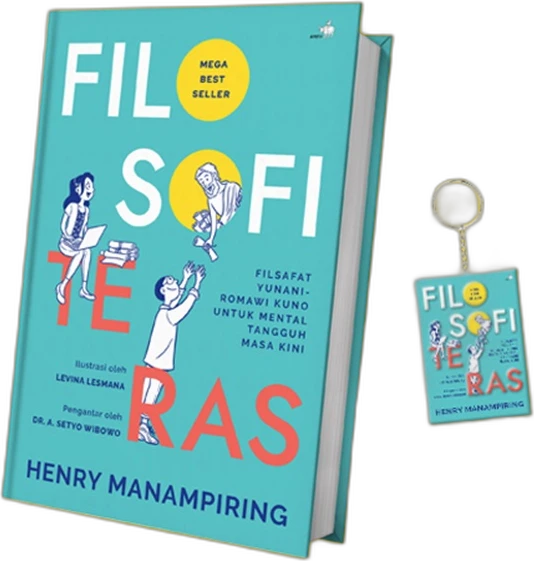 FILO
MEGA
BEST
SELLER
SOFI
TE
RAS
FILSAFAT
YUNANI-
ROMAWI KUNO
UNTUK MENTAL
TANGGUH
MASA KINI
Ilustrasi oleh
LEVINA LESMANA
Pengantar oleh
DR. A. SETYO WIBOWO
HENRY MANAMPIRING
FILO
SOFI
TE
RAS
HENRY MANAMPIRING